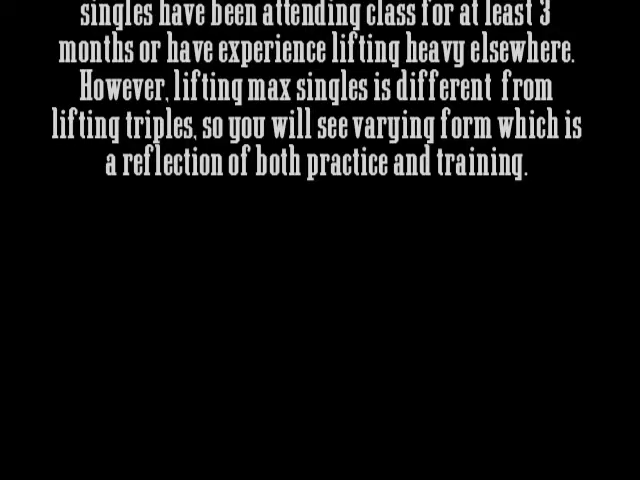 singles have been attending class for at least 3
months or have experience lifting heavy elsewhere.
However, lifting max singles is different from
lifting triples, so you will see varying form which is
a reflection of both practice and training.